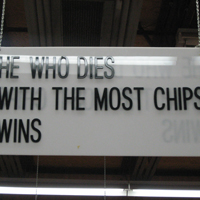 HE WHO DIES
WITH THE MOST CHIPS
WINS